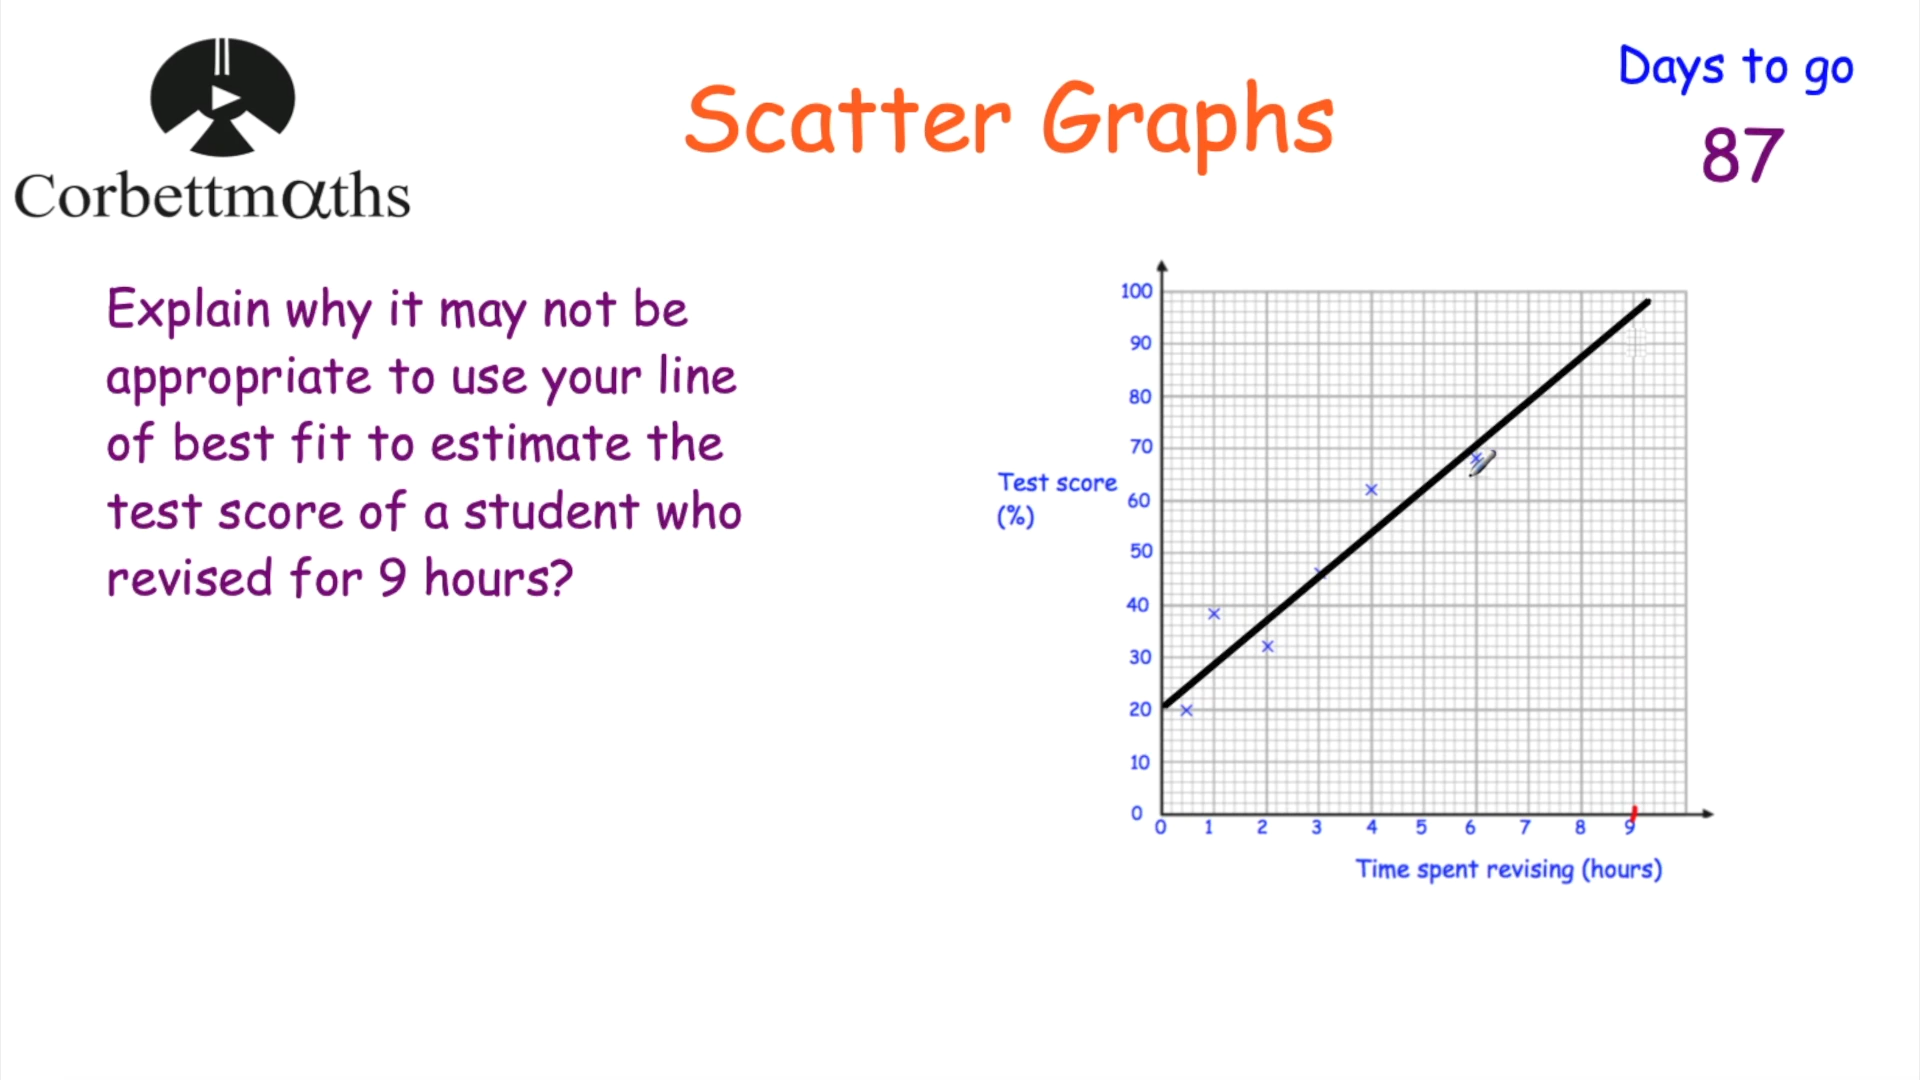 Corbettmαths
Scatter Graphs
Days to go
87
Explain why it may not be
appropriate to use your line
of best fit to estimate the
test score of a student who
revised for 9 hours?
Test score
(%)
100
90
80
70
60
50
40
30
20
10
0
0 1 2 3 4 5 6 7 8 9
Time spent revising (hours)